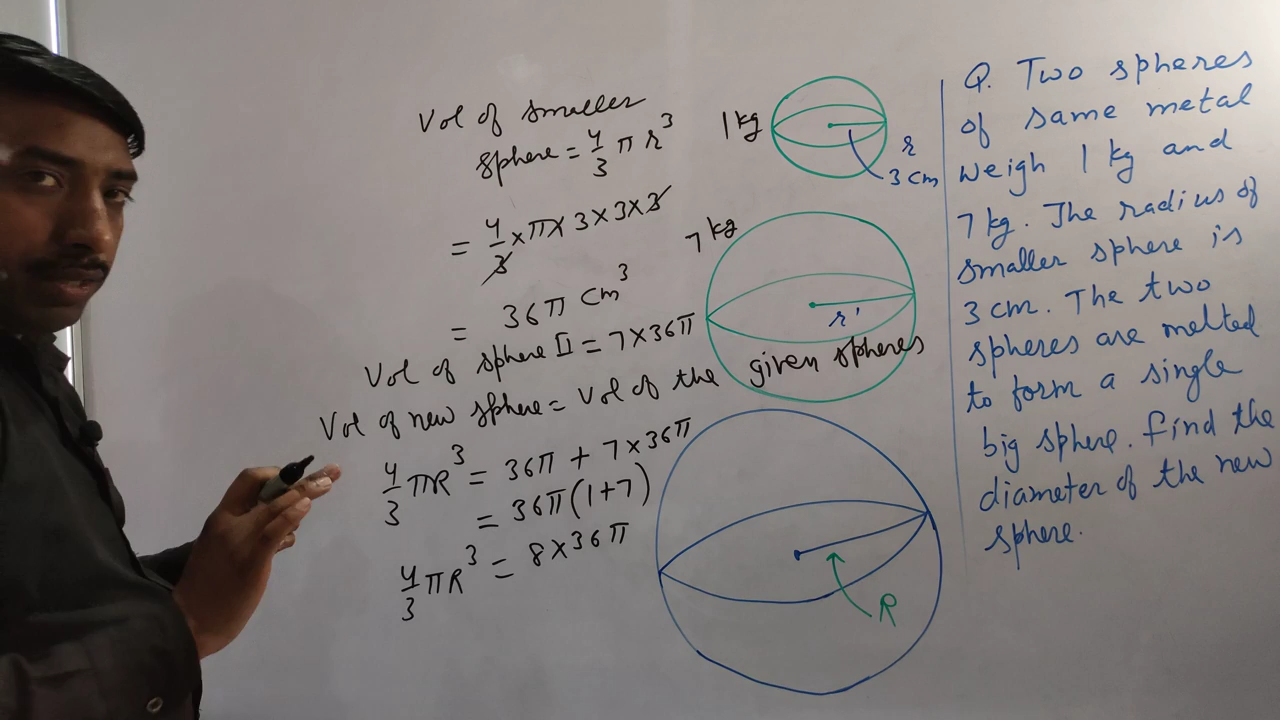 Q. Two spheres
of same metal
weigh 1 kg and
7 kg. The radius of
smaller sphere is
3 cm. The two
spheres are melted
to form a single
big sphere. find the
diameter of the new
sphere.
1 kg
r
3 cm
7 kg
r'
R
Vol of smaller
sphere = 4/3 π r³
= 4/3 × π × 3 × 3 × 3
= 36π cm³
Vol of sphere II = 7 × 36π
Vol of new sphere = Vol of the given spheres
4/3 πR³ = 36π + 7 × 36π
= 36π(1+7)
4/3 πR³ = 8 × 36π